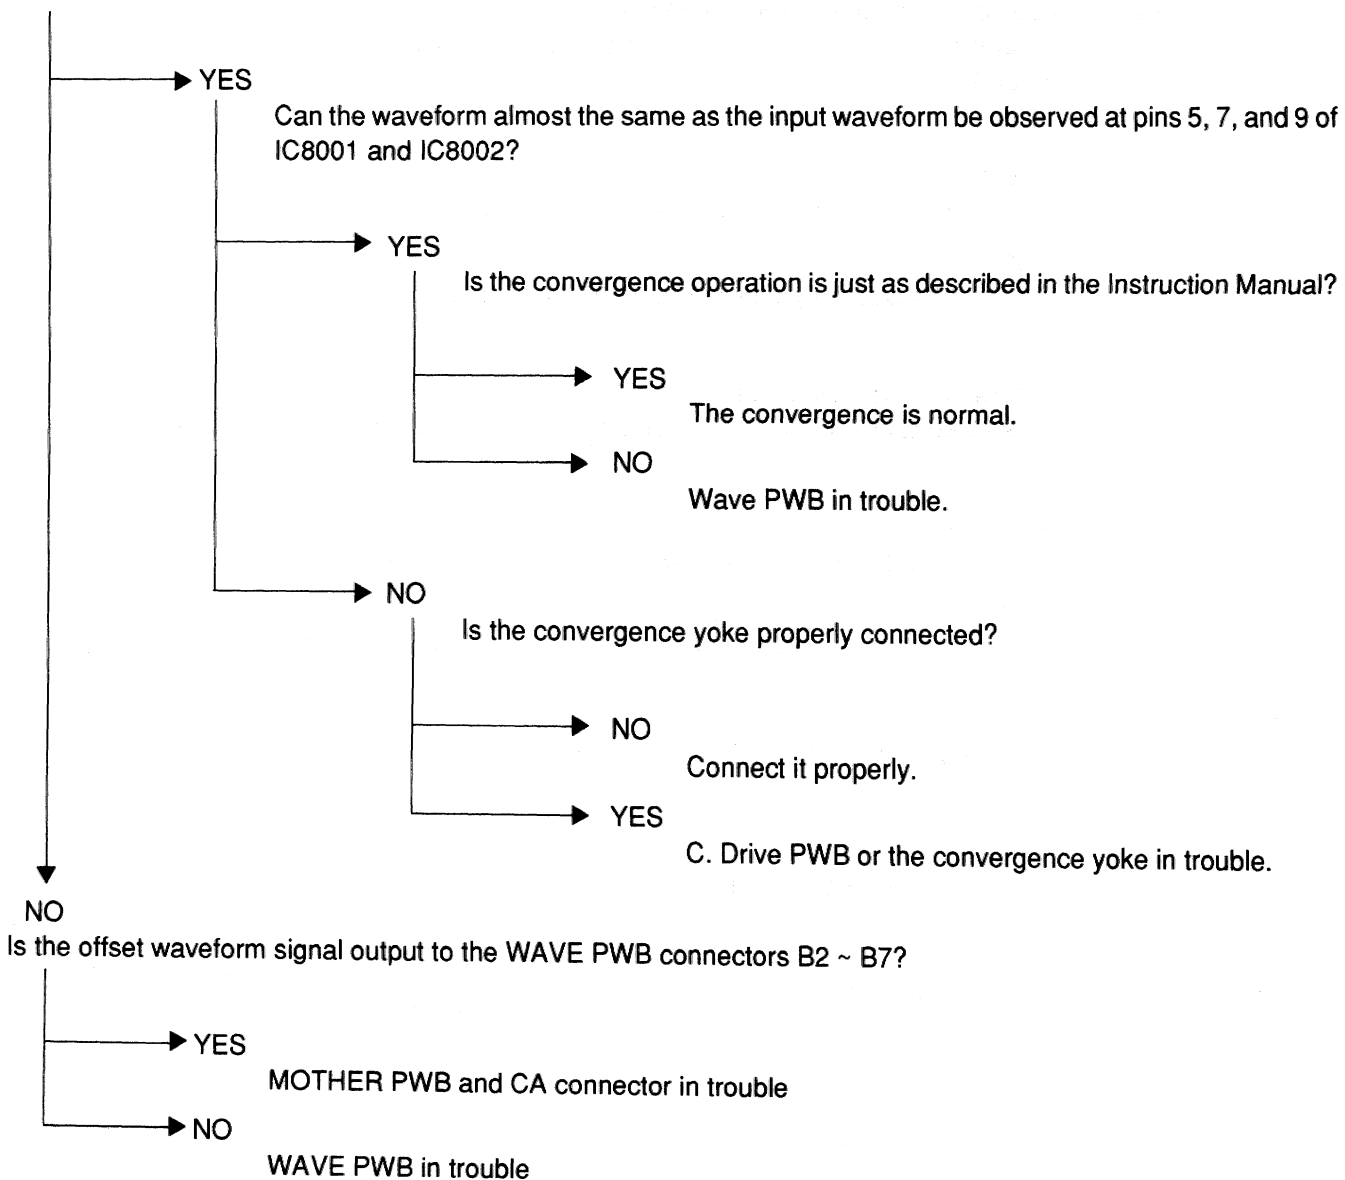 YES
Can the waveform almost the same as the input waveform be observed at pins 5, 7, and 9 of
IC8001 and IC8002?
YES
Is the convergence operation is just as described in the Instruction Manual?
YES
The convergence is normal.
NO
Wave PWB in trouble.
NO
Is the convergence yoke properly connected?
NO
Connect it properly.
YES
C. Drive PWB or the convergence yoke in trouble.
NO
Is the offset waveform signal output to the WAVE PWB connectors B2 ~ B7?
YES
MOTHER PWB and CA connector in trouble
NO
WAVE PWB in trouble